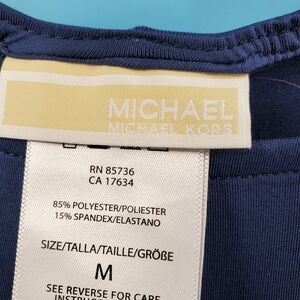 MICHAEL
MICHAEL KORS
RN 85736
CA 17634
85% POLYESTER/POLIESTER
15% SPANDEX/ELASTANO
SIZE/TALLA/TAILLE/GRÖßE
M
SEE REVERSE FOR CARE